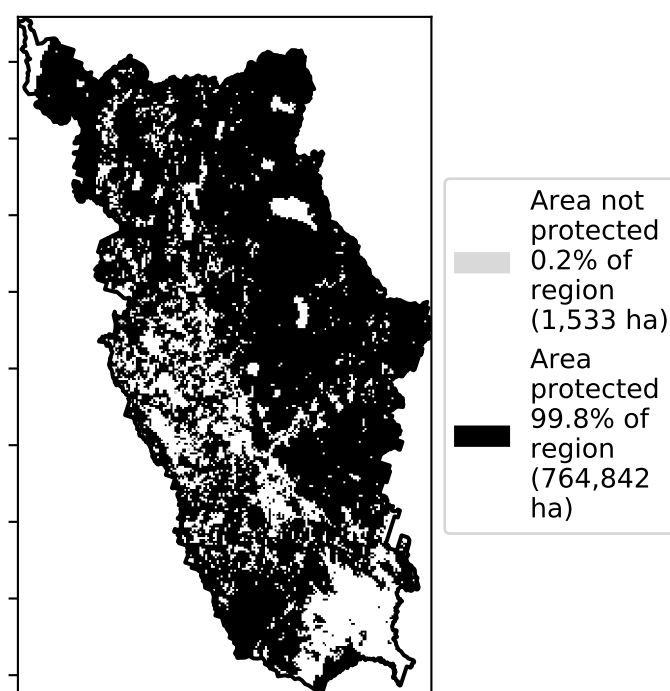 Area not
protected
0.2% of
region
(1,533 ha)
Area
protected
99.8% of
region
(764,842
ha)